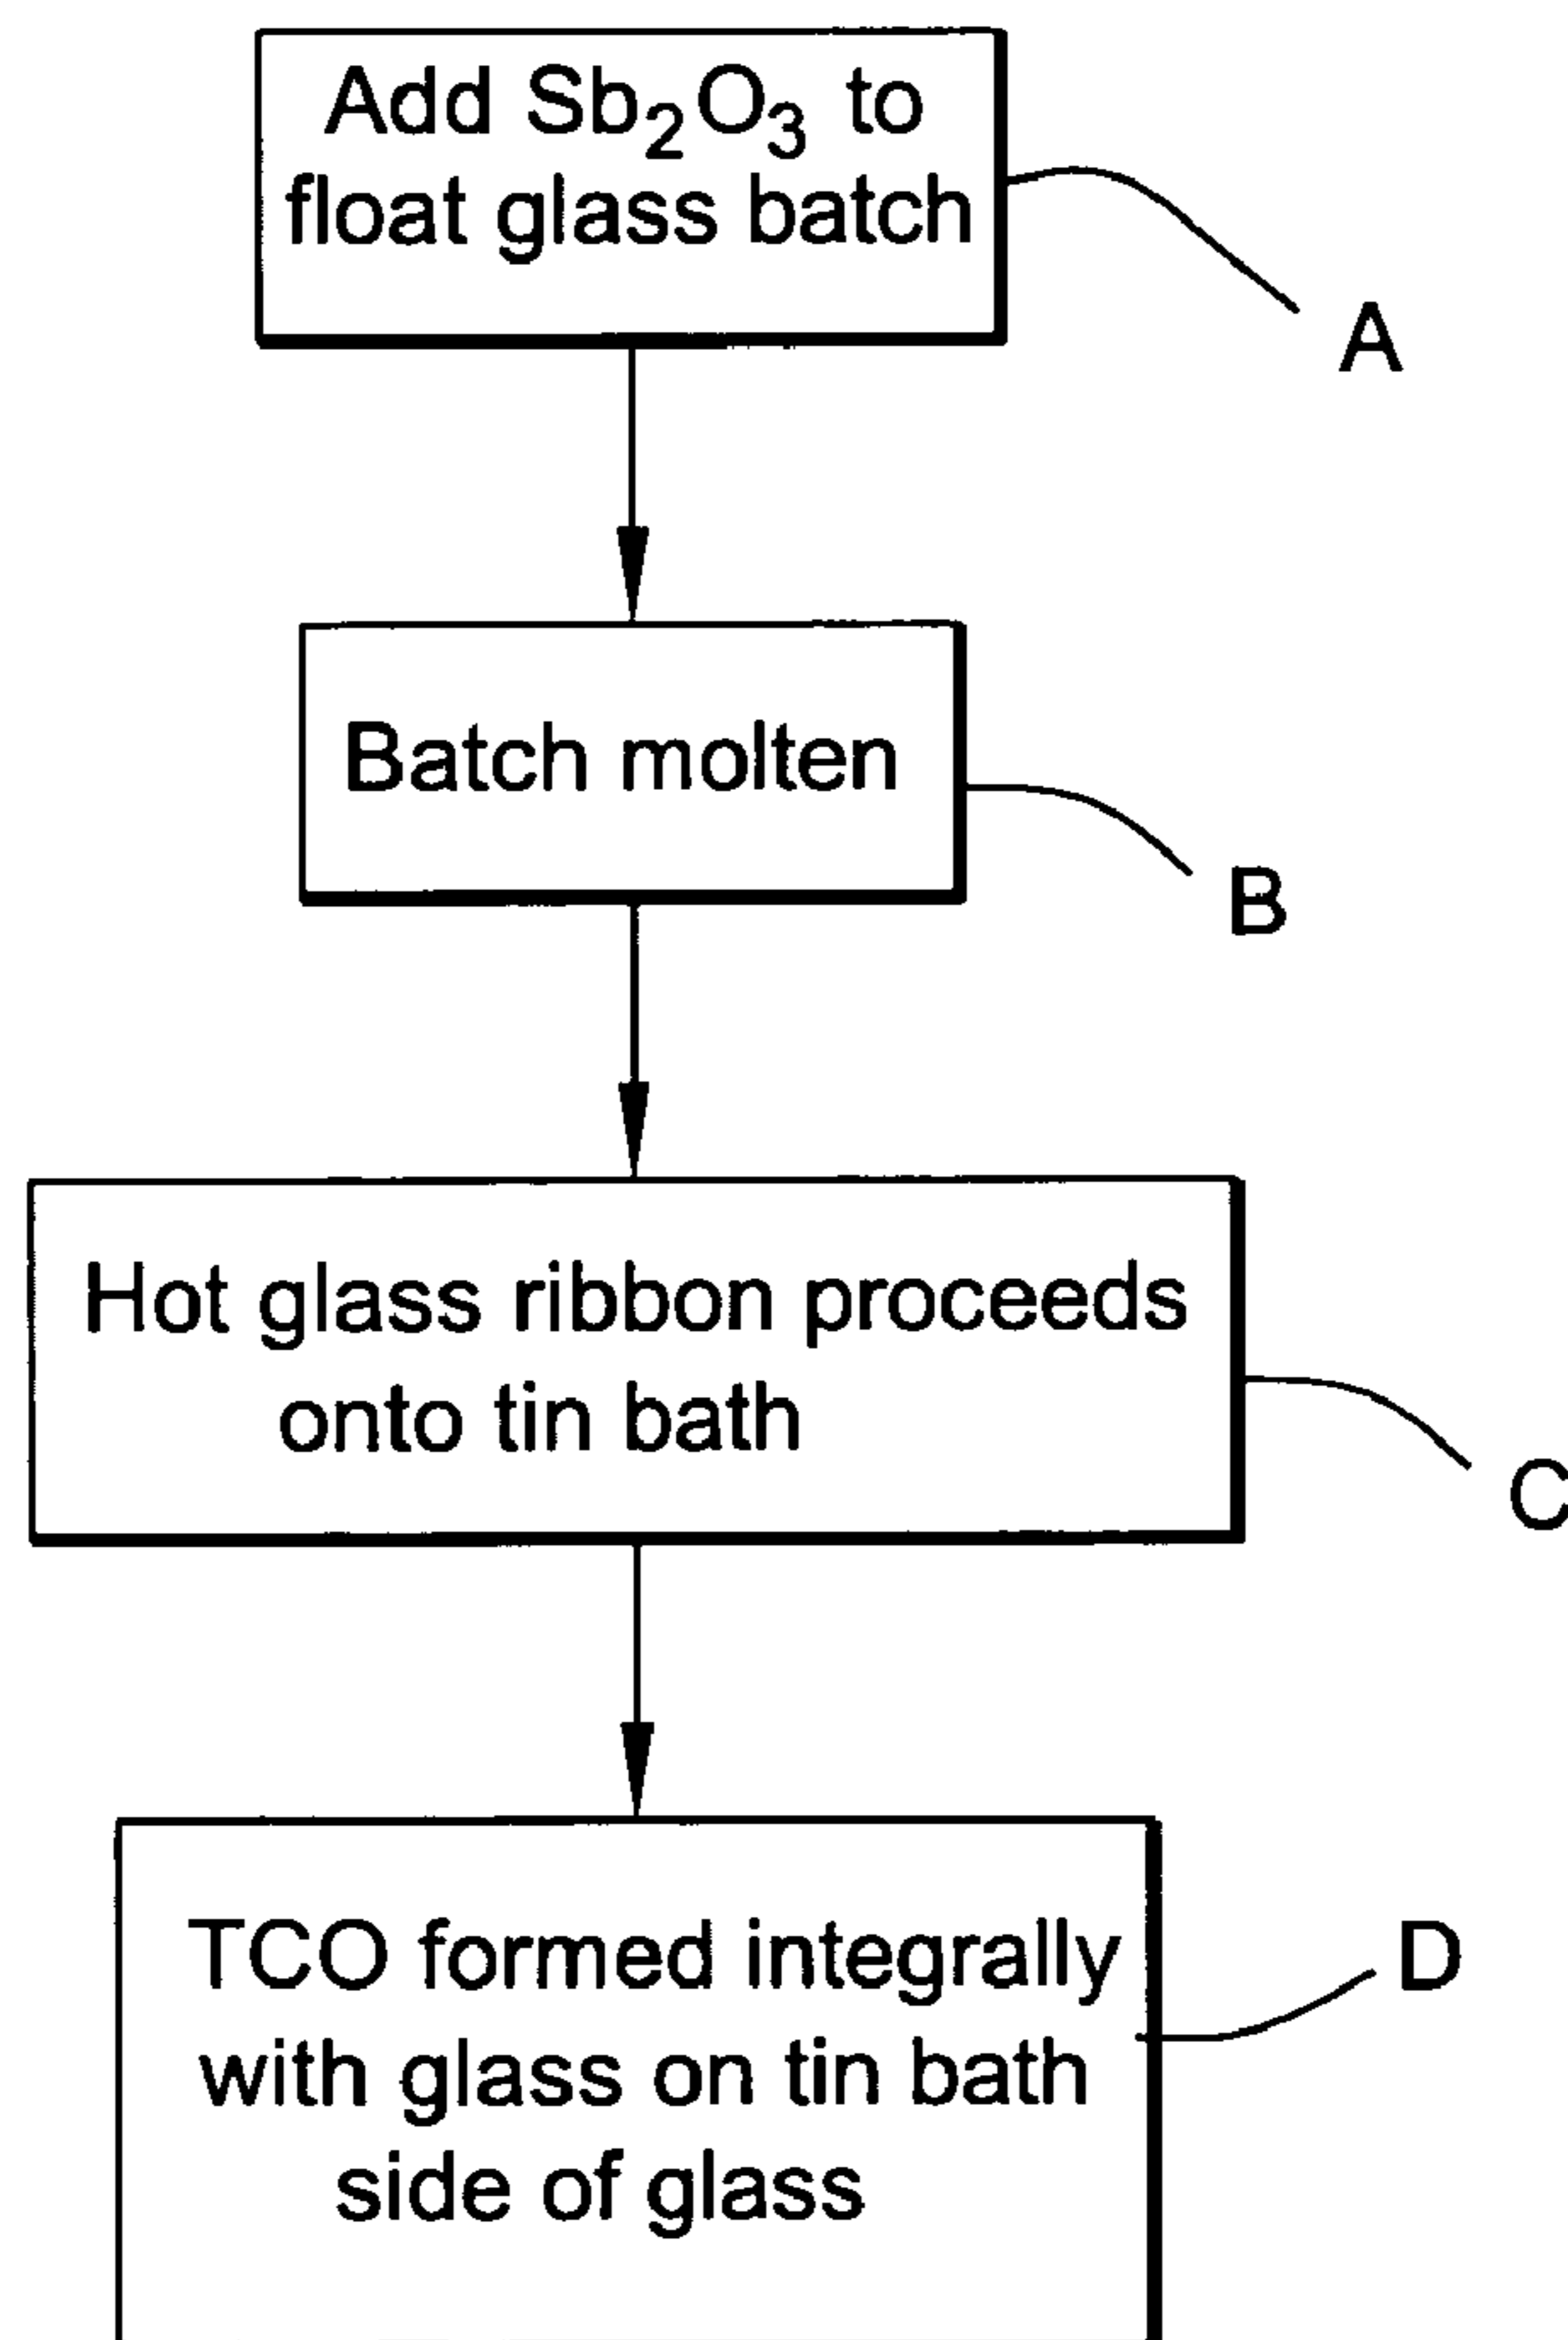 Add Sb₂O₃ to
float glass batch
A
Batch molten
B
Hot glass ribbon proceeds
onto tin bath
C
TCO formed integrally
with glass on tin bath
side of glass
D